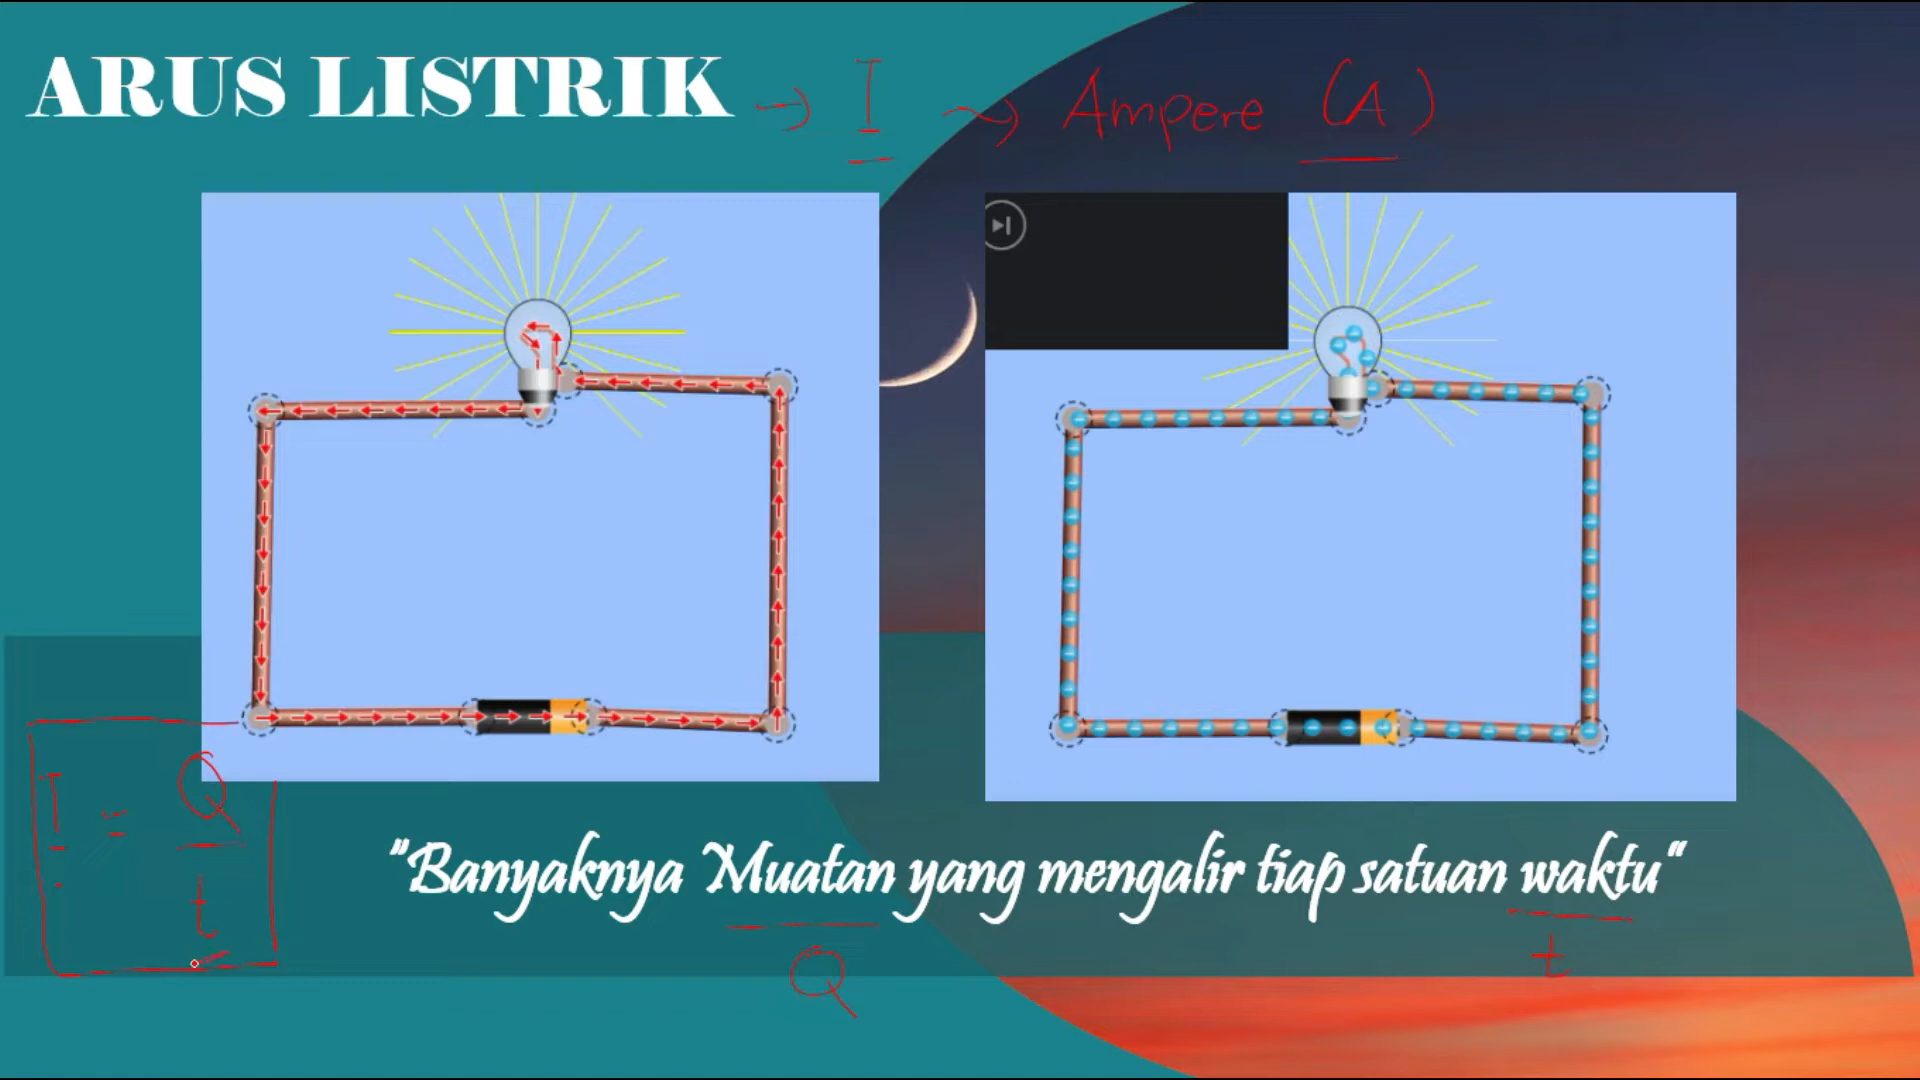 ARUS LISTRIK → I → Ampere (A)
I = Q
t
"Banyaknya Muatan yang mengalir tiap satuan waktu"
Q t